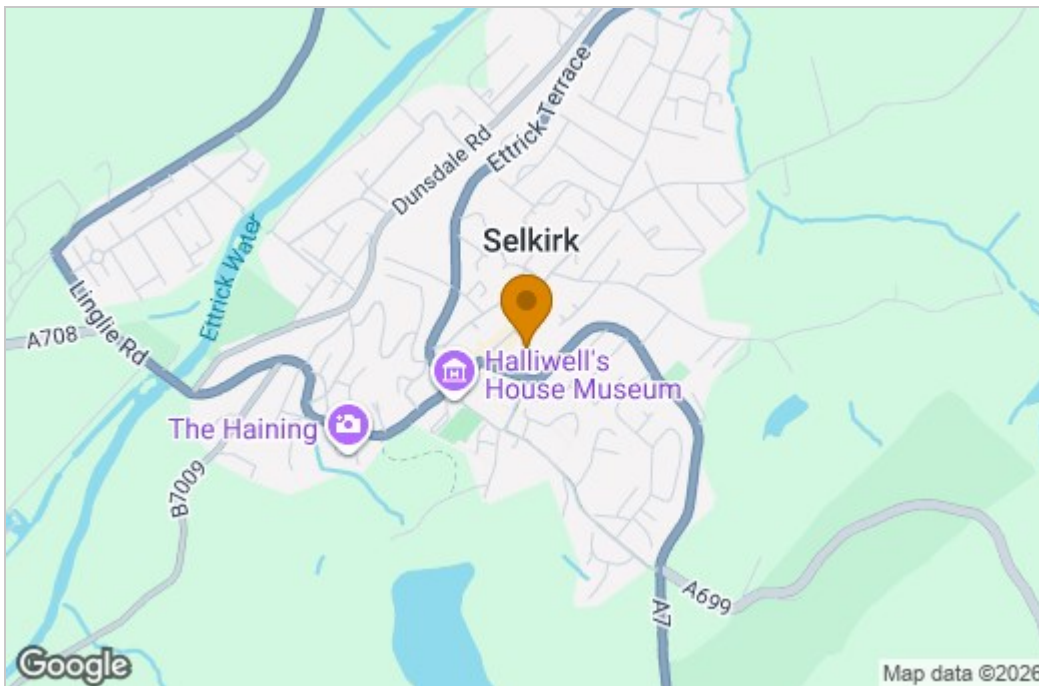 Ettrick Terrace
Dunsdale Rd
Selkirk
Ettrick Water
Linglie Rd
A708
Halliwell's
House Museum
The Haining
B7009
A699
A7
Google
Map data ©2026